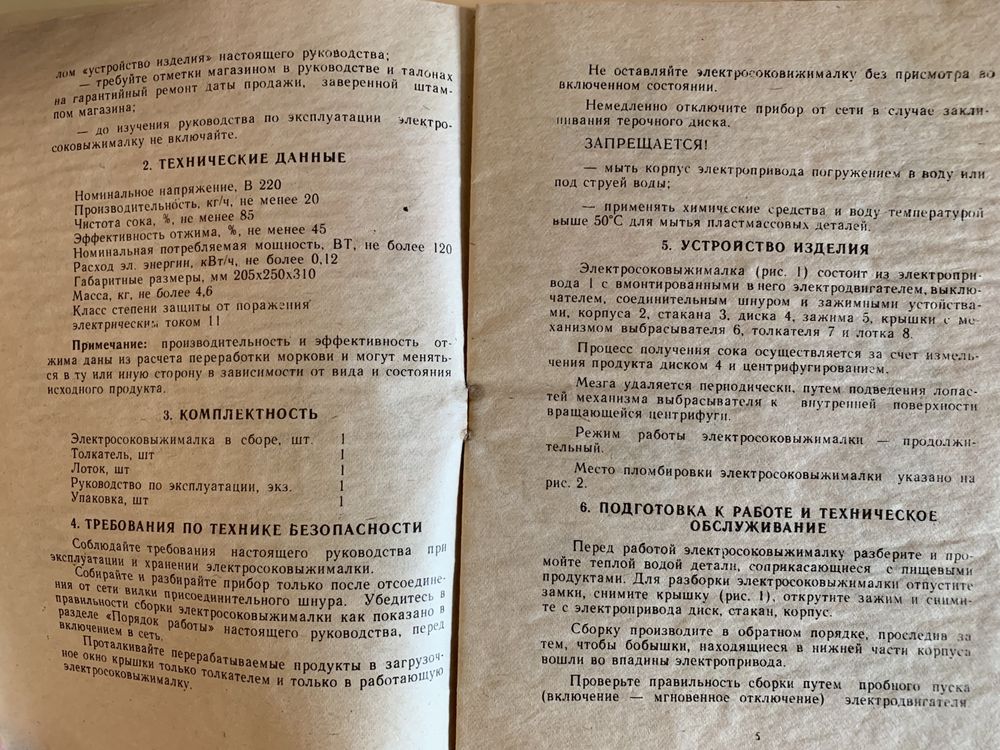 лом «устройство изделия» настоящего руководства;
— требуйте отметки магазином в руководстве и талонах
на гарантийный ремонт даты продажи, заверенной штам-
пом магазина;
— до изучения руководства по эксплуатации электро-
соковыжималку не включайте.
2. ТЕХНИЧЕСКИЕ ДАННЫЕ
Номинальное напряжение, В 220
Производительность, кг/ч, не менее 20
Чистота сока, %, не менее 85
Эффективность отжима, %, не менее 45
Номинальная потребляемая мощность, ВТ, не более 120
Расход эл. энергии, кВт/ч, не более 0,12
Габаритные размеры, мм 205х250х310
Масса, кг, не более 4,6
Класс степени защиты от поражения
электрическим током II
Примечание: производительность и эффективность от-
жима даны из расчета переработки моркови и могут менять-
ся в ту или иную сторону в зависимости от вида и состояния
исходного продукта.
3. КОМПЛЕКТНОСТЬ
Электросоковыжималка в сборе, шт. 1
Толкатель, шт 1
Лоток, шт 1
Руководство по эксплуатации, экз. 1
Упаковка, шт 1
4. ТРЕБОВАНИЯ ПО ТЕХНИКЕ БЕЗОПАСНОСТИ
Соблюдайте требования настоящего руководства при
эксплуатации и хранении электросоковыжималки.
Собирайте и разбирайте прибор только после отсоедине-
ния от сети вилки присоединительного шнура. Убедитесь в
правильности сборки электросоковыжималки как показано в
разделе «Порядок работы» настоящего руководства, перед
включением в сеть.
Проталкивайте перерабатываемые продукты в загрузоч-
ное окно крышки только толкателем и только в работающую
электросоковыжималку.
Не оставляйте электросоковижималку без присмотра во
включенном состоянии.
Немедленно отключите прибор от сети в случае закли-
нивания терочного диска.
ЗАПРЕЩАЕТСЯ!
— мыть корпус электропривода погружением в воду или
под струей воды;
— применять химические средства и воду температурой
выше 50°С для мытья пластмассовых деталей.
5. УСТРОЙСТВО ИЗДЕЛИЯ
Электросоковыжималка (рис. 1) состоит из электропри-
вода 1 с вмонтированными в него электродвигателем, выклю-
чателем, соединительным шнуром и зажимными устройства-
ми, корпуса 2, стакана 3, диска 4, зажима 5, крышки с ме-
ханизмом выбрасывателя 6, толкателя 7 и лотка 8.
Процесс получения сока осуществляется за счет измель-
чения продукта диском 4 и центрифугированием.
Мезга удаляется периодически, путем подведения лопас-
тей механизма выбрасывателя к внутренней поверхности
вращающейся центрифуги.
Режим работы электросоковыжималки — продолжи-
тельный.
Место пломбировки электросоковыжималки указано на
рис. 2.
6. ПОДГОТОВКА К РАБОТЕ И ТЕХНИЧЕСКОЕ
ОБСЛУЖИВАНИЕ
Перед работой электросоковыжималку разберите и про-
мойте теплой водой детали, соприкасающиеся с пищевыми
продуктами. Для разборки электросоковыжималки отпустите
замки, снимите крышку (рис. 1), открутите зажим и сними-
те с электропривода диск, стакан, корпус.
Сборку производите в обратном порядке, проследив за
тем, чтобы бобышки, находящиеся в нижней части корпуса
вошли во впадины электропривода.
Проверьте правильность сборки путем пробного пуска
(включение — мгновенное отключение) электродвигателя
5